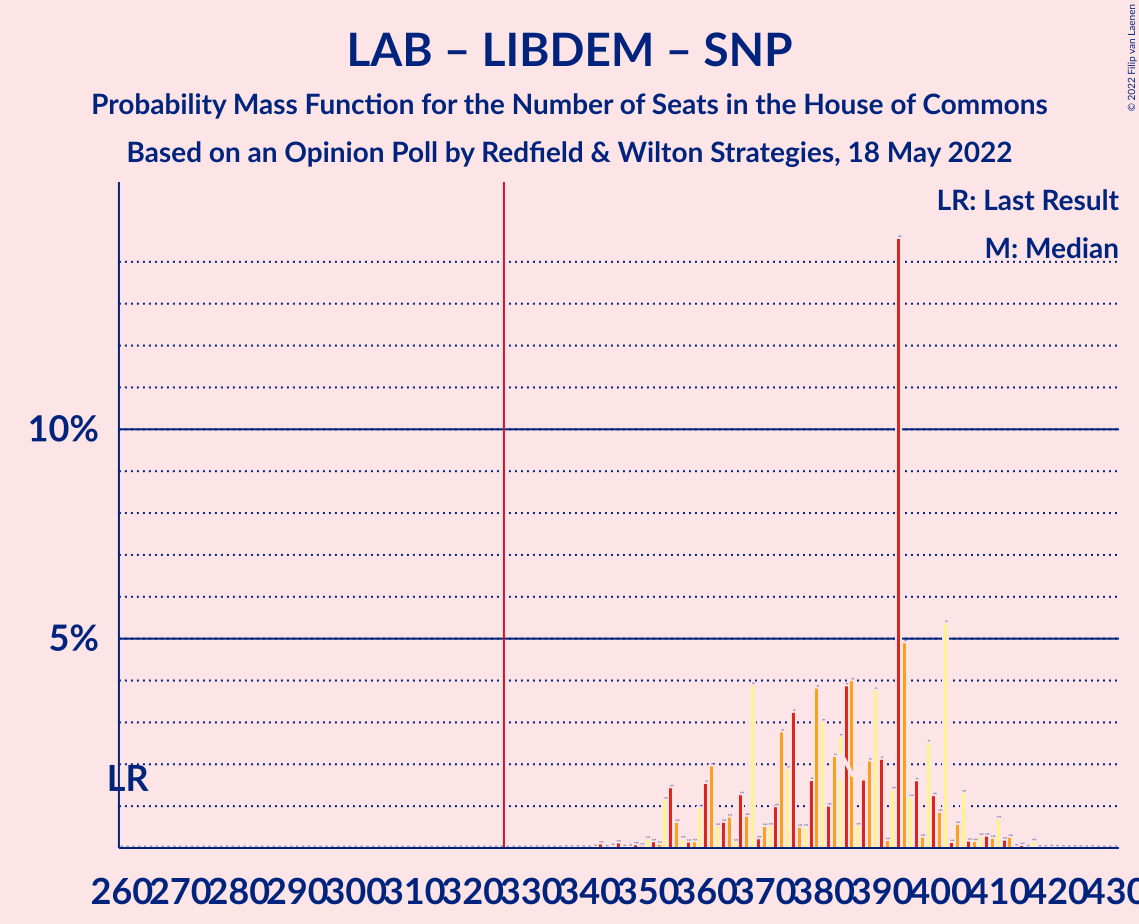 LAB – LIBDEM – SNP
Probability Mass Function for the Number of Seats in the House of Commons
Based on an Opinion Poll by Redfield & Wilton Strategies, 18 May 2022
© 2022 Filip van Laenen
LR: Last Result
M: Median
10%
5%
LR
260 270 280 290 300 310 320 330 340 350 360 370 380 390 400 410 420 430